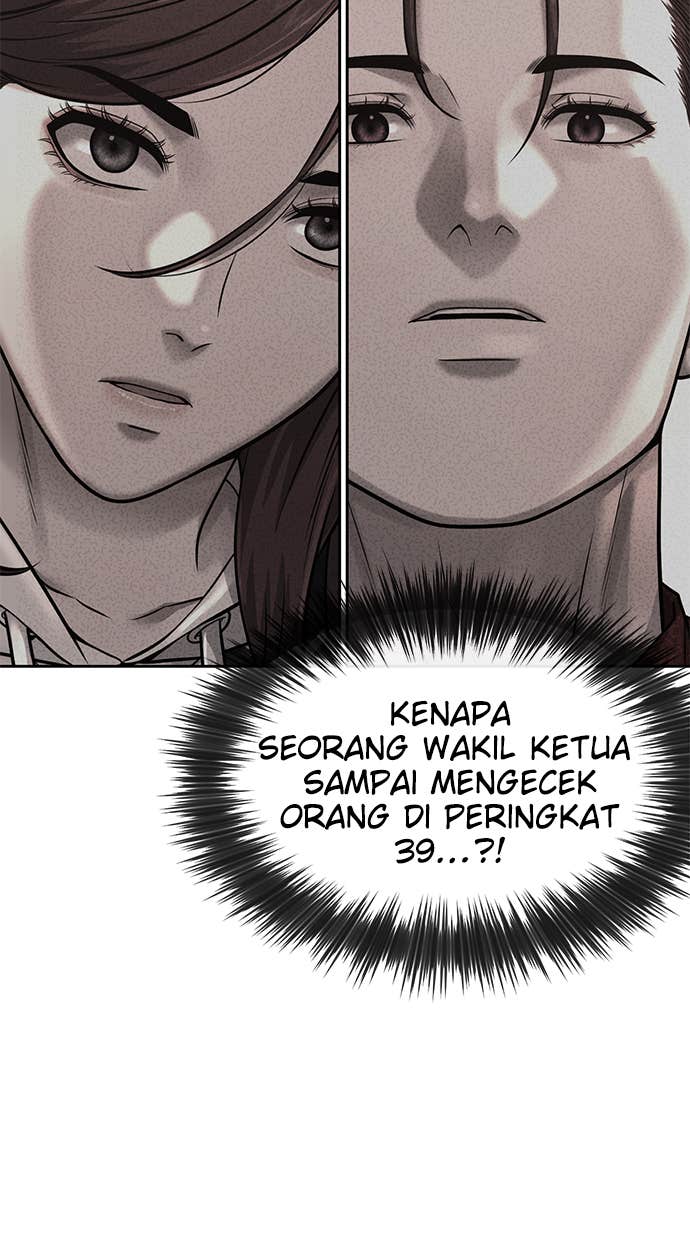 KENAPA
SEORANG WAKIL KETUA
SAMPAI MENGECEK
ORANG DI PERINGKAT
39...?!